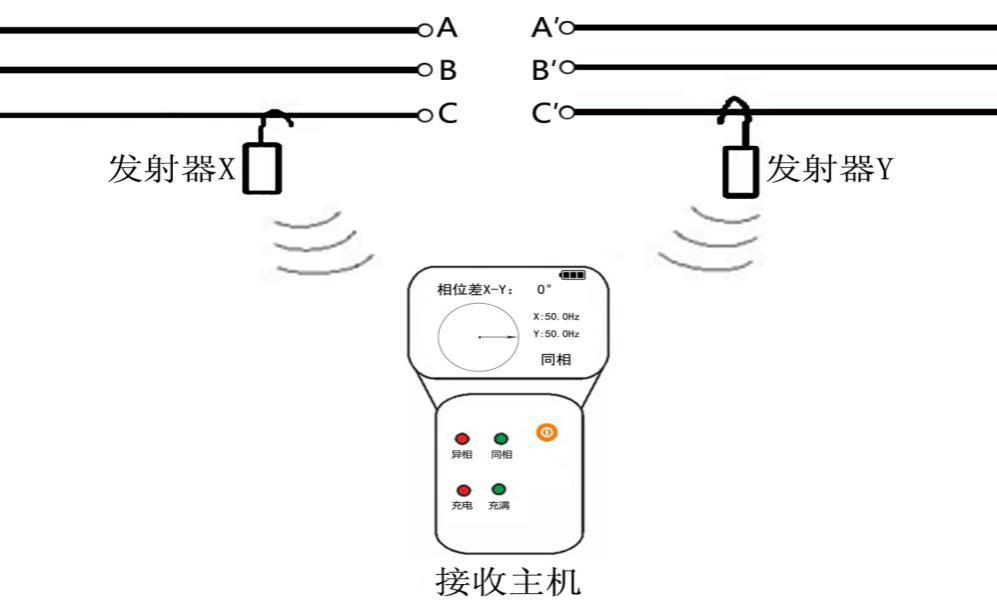 A A′
B B′
C C′
发射器X 发射器Y
相位差X-Y: 0°
X:50.0Hz
Y:50.0Hz
同相
异相 同相
充电 充满
接收主机